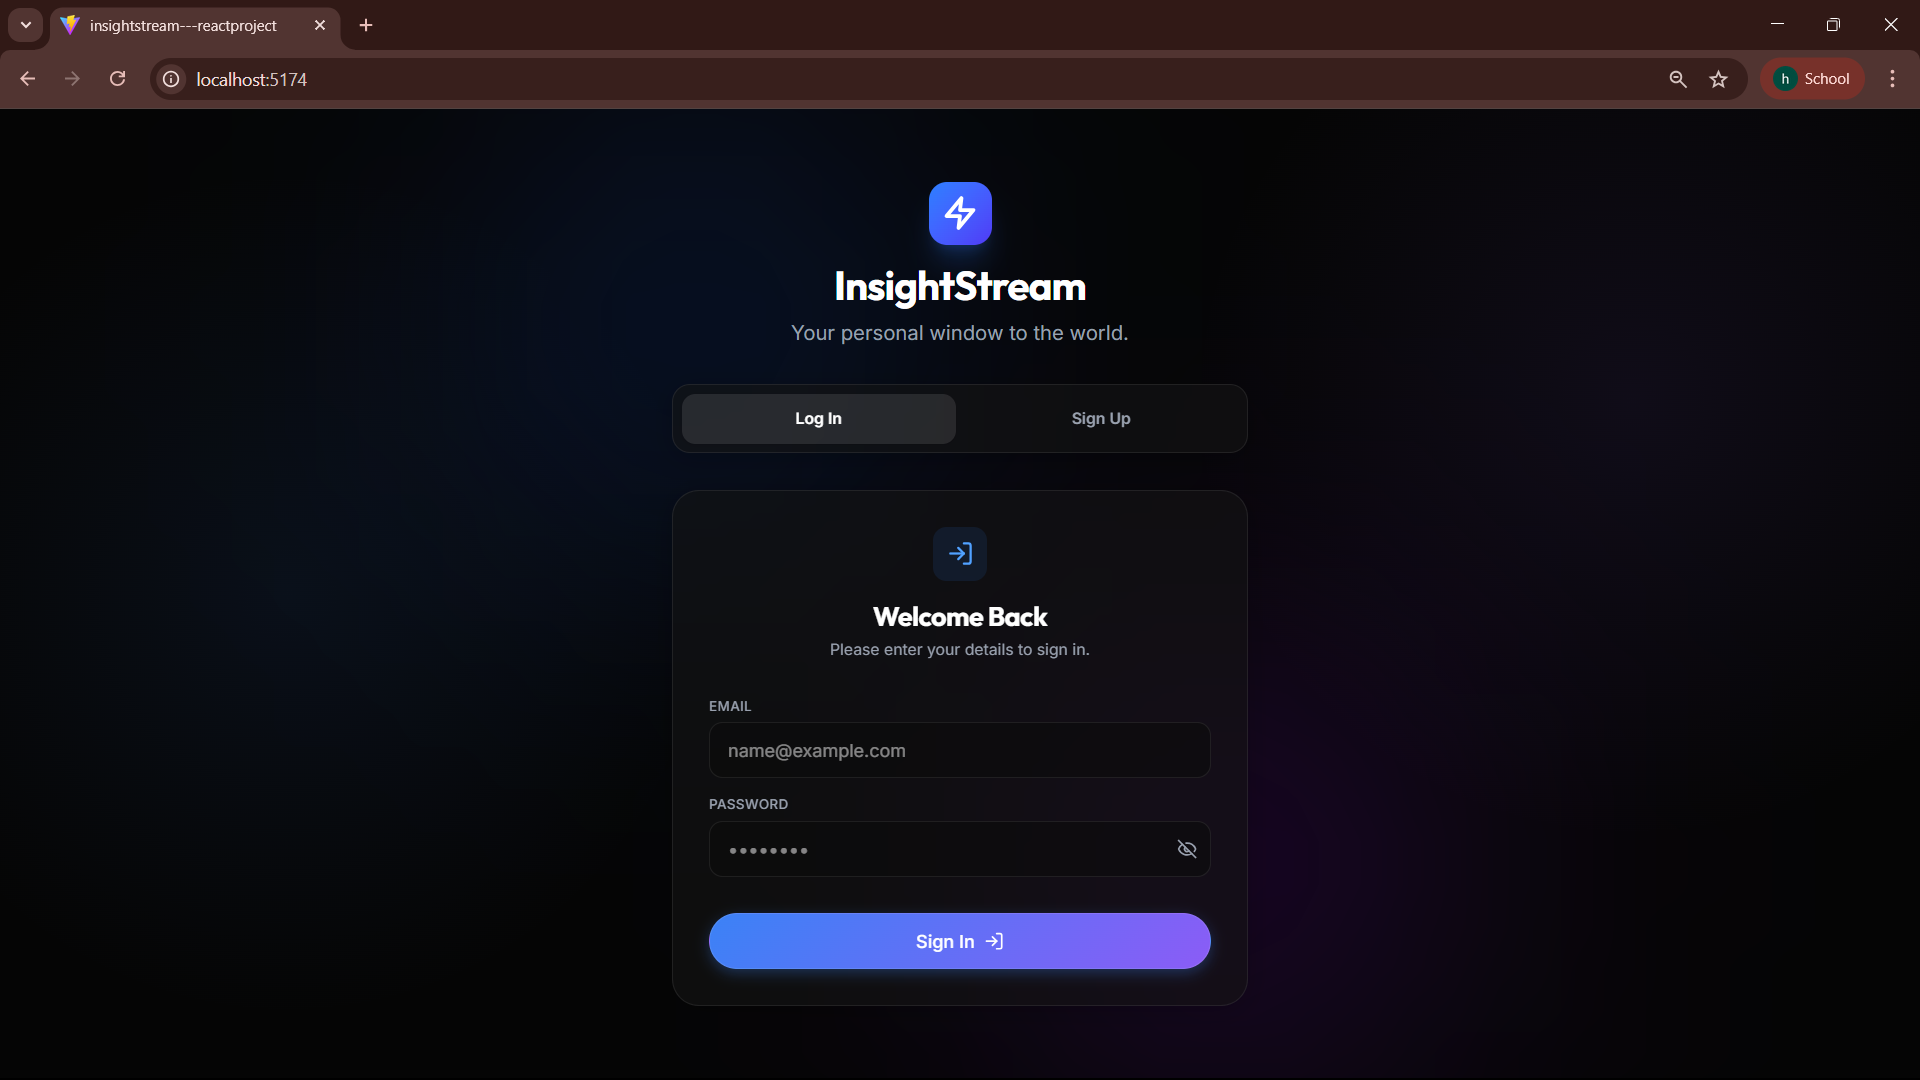 insightstream---reactproject
localhost:5174
h School
InsightStream
Your personal window to the world.
Log In
Sign Up
Welcome Back
Please enter your details to sign in.
EMAIL
name@example.com
PASSWORD
••••••••
Sign In